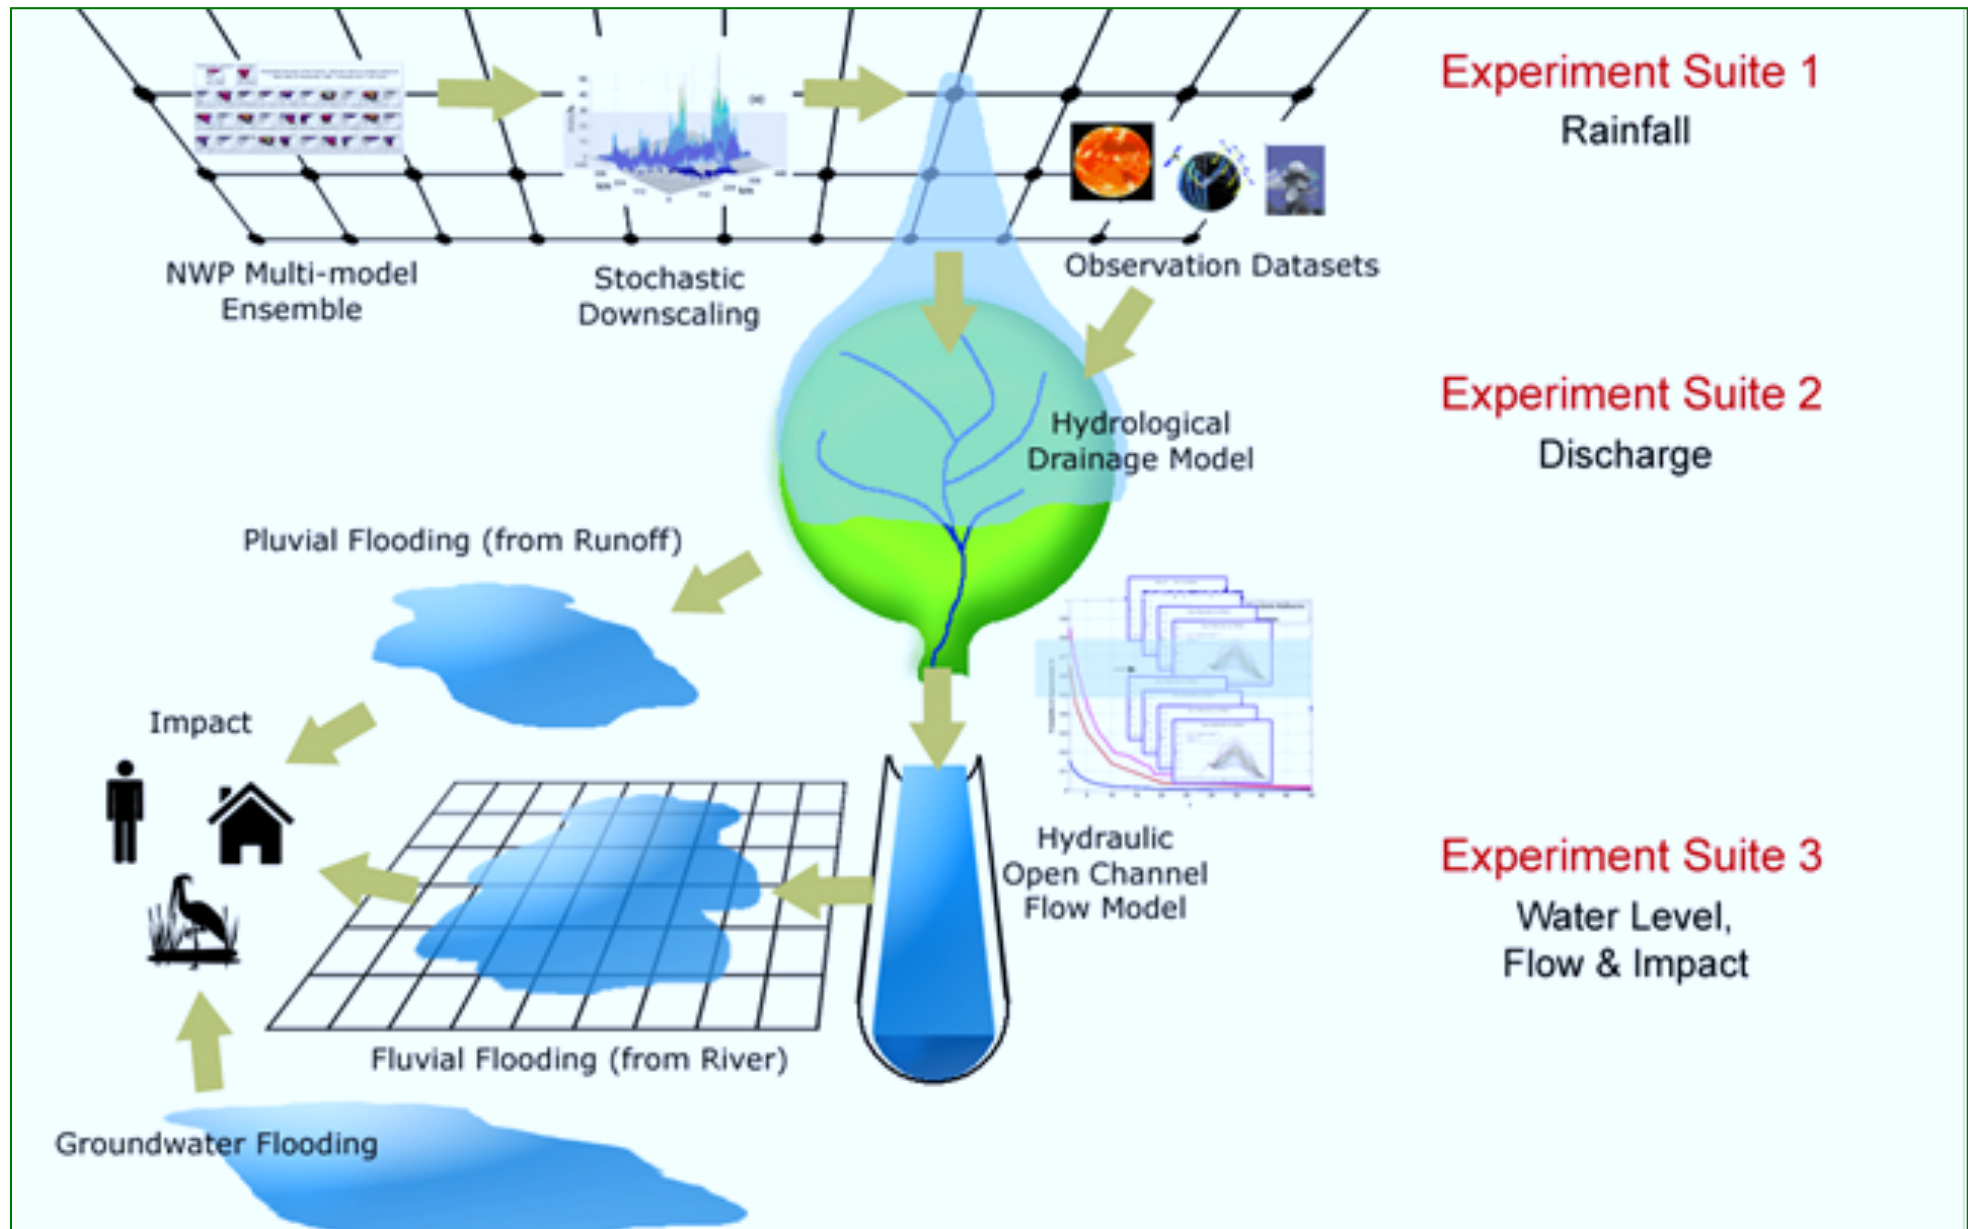 Experiment Suite 1
Rainfall
NWP Multi-model
Ensemble
Stochastic
Downscaling
Observation Datasets
Experiment Suite 2
Discharge
Hydrological
Drainage Model
Pluvial Flooding (from Runoff)
Impact
Hydraulic
Open Channel
Flow Model
Experiment Suite 3
Water Level,
Flow & Impact
Fluvial Flooding (from River)
Groundwater Flooding